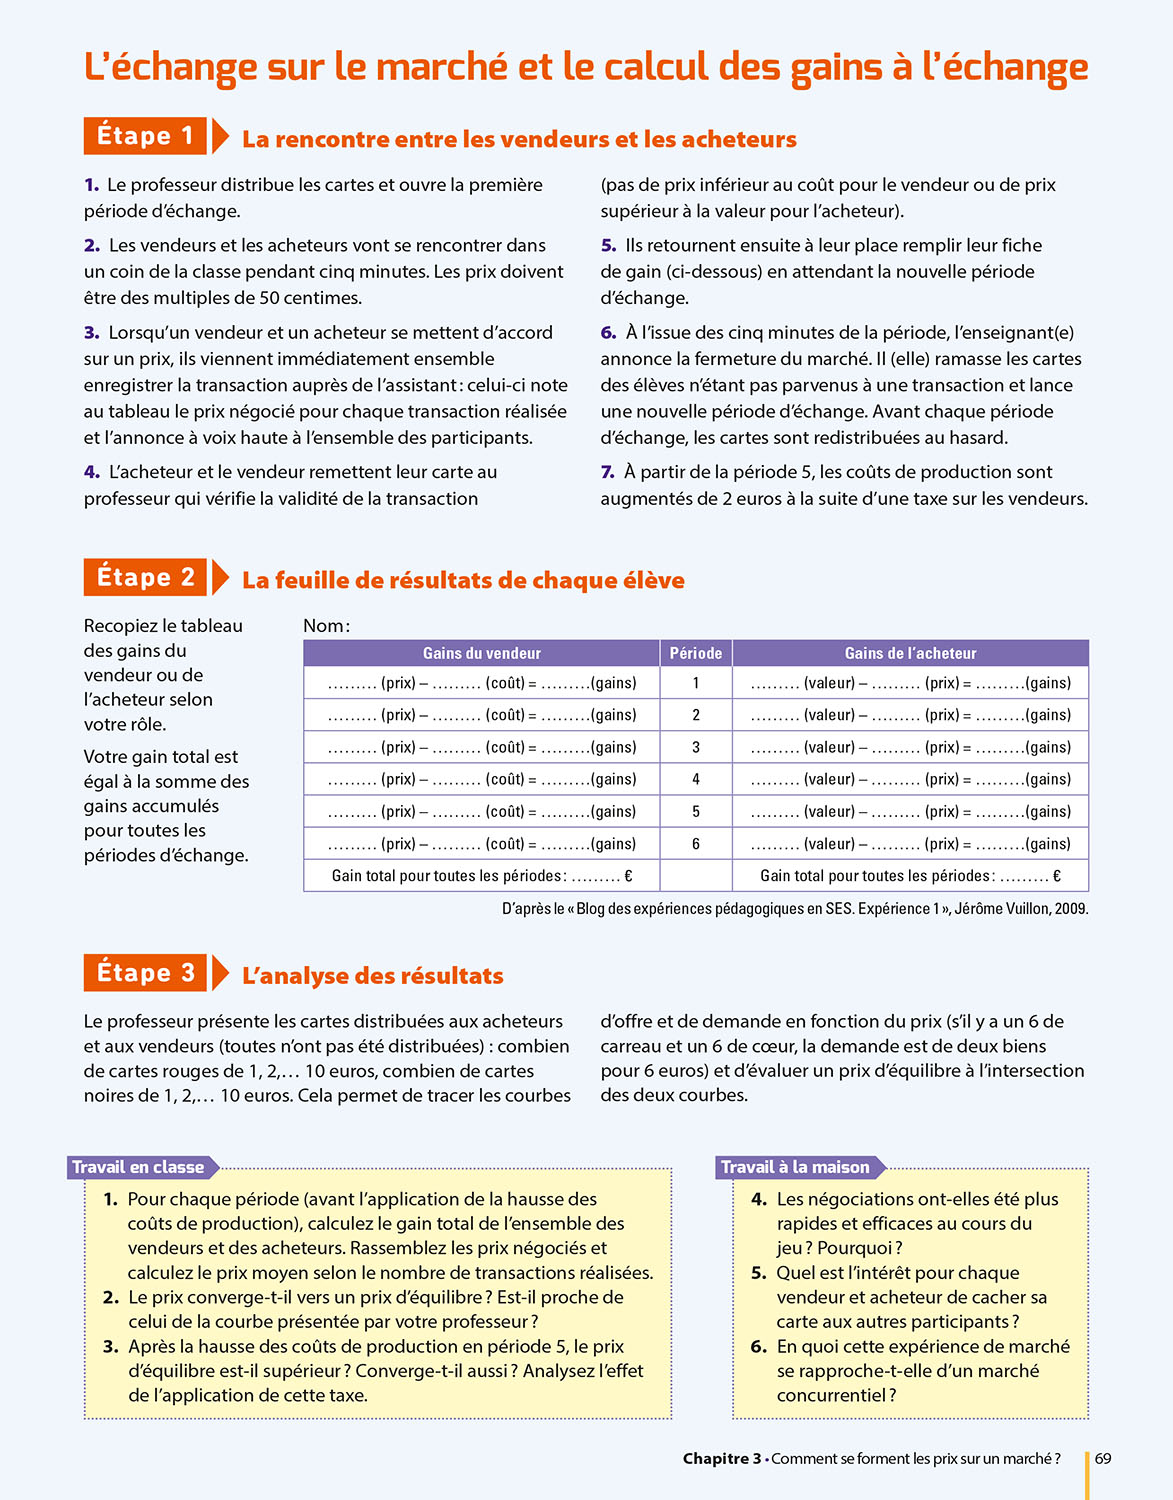 L’échange sur le marché et le calcul des gains à l’échange
Étape 1
La rencontre entre les vendeurs et les acheteurs
1. Le professeur distribue les cartes et ouvre la première
période d’échange.
2. Les vendeurs et les acheteurs vont se rencontrer dans
un coin de la classe pendant cinq minutes. Les prix doivent
être des multiples de 50 centimes.
3. Lorsqu’un vendeur et un acheteur se mettent d’accord
sur un prix, ils viennent immédiatement ensemble
enregistrer la transaction auprès de l’assistant : celui-ci note
au tableau le prix négocié pour chaque transaction réalisée
et l’annonce à voix haute à l’ensemble des participants.
4. L’acheteur et le vendeur remettent leur carte au
professeur qui vérifie la validité de la transaction
(pas de prix inférieur au coût pour le vendeur ou de prix
supérieur à la valeur pour l’acheteur).
5. Ils retournent ensuite à leur place remplir leur fiche
de gain (ci-dessous) en attendant la nouvelle période
d’échange.
6. À l’issue des cinq minutes de la période, l’enseignant(e)
annonce la fermeture du marché. Il (elle) ramasse les cartes
des élèves n’étant pas parvenus à une transaction et lance
une nouvelle période d’échange. Avant chaque période
d’échange, les cartes sont redistribuées au hasard.
7. À partir de la période 5, les coûts de production sont
augmentés de 2 euros à la suite d’une taxe sur les vendeurs.
Étape 2
La feuille de résultats de chaque élève
Recopiez le tableau
des gains du
vendeur ou de
l’acheteur selon
votre rôle.
Votre gain total est
égal à la somme des
gains accumulés
pour toutes les
périodes d’échange.
Nom :
Gains du vendeur Période Gains de l’acheteur
......... (prix) – ......... (coût) = .........(gains) 1 ......... (valeur) – ......... (prix) = .........(gains)
......... (prix) – ......... (coût) = .........(gains) 2 ......... (valeur) – ......... (prix) = .........(gains)
......... (prix) – ......... (coût) = .........(gains) 3 ......... (valeur) – ......... (prix) = .........(gains)
......... (prix) – ......... (coût) = .........(gains) 4 ......... (valeur) – ......... (prix) = .........(gains)
......... (prix) – ......... (coût) = .........(gains) 5 ......... (valeur) – ......... (prix) = .........(gains)
......... (prix) – ......... (coût) = .........(gains) 6 ......... (valeur) – ......... (prix) = .........(gains)
Gain total pour toutes les périodes : ......... € Gain total pour toutes les périodes : ......... €
D’après le « Blog des expériences pédagogiques en SES. Expérience 1 », Jérôme Vuillon, 2009.
Étape 3
L’analyse des résultats
Le professeur présente les cartes distribuées aux acheteurs
et aux vendeurs (toutes n’ont pas été distribuées) : combien
de cartes rouges de 1, 2,… 10 euros, combien de cartes
noires de 1, 2,… 10 euros. Cela permet de tracer les courbes
d’offre et de demande en fonction du prix (s’il y a un 6 de
carreau et un 6 de cœur, la demande est de deux biens
pour 6 euros) et d’évaluer un prix d’équilibre à l’intersection
des deux courbes.
Travail en classe
1. Pour chaque période (avant l’application de la hausse des
coûts de production), calculez le gain total de l’ensemble des
vendeurs et des acheteurs. Rassemblez les prix négociés et
calculez le prix moyen selon le nombre de transactions réalisées.
2. Le prix converge-t-il vers un prix d’équilibre ? Est-il proche de
celui de la courbe présentée par votre professeur ?
3. Après la hausse des coûts de production en période 5, le prix
d’équilibre est-il supérieur ? Converge-t-il aussi ? Analysez l’effet
de l’application de cette taxe.
Travail à la maison
4. Les négociations ont-elles été plus
rapides et efficaces au cours du
jeu ? Pourquoi ?
5. Quel est l’intérêt pour chaque
vendeur et acheteur de cacher sa
carte aux autres participants ?
6. En quoi cette expérience de marché
se rapproche-t-elle d’un marché
concurrentiel ?
Chapitre 3 • Comment se forment les prix sur un marché ? 69